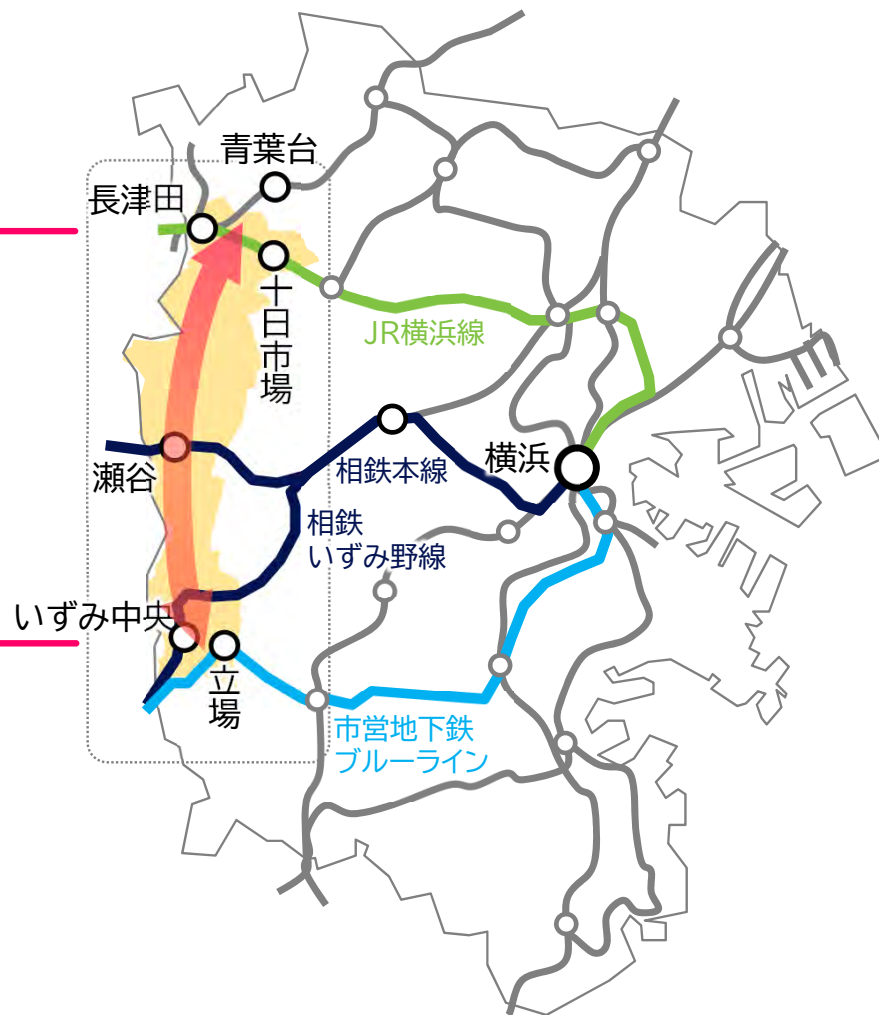 青葉台
長津田
十日市場
JR横浜線
横浜
瀬谷
相鉄本線
相鉄
いずみ野線
いずみ中央
立場
市営地下鉄
ブルーライン